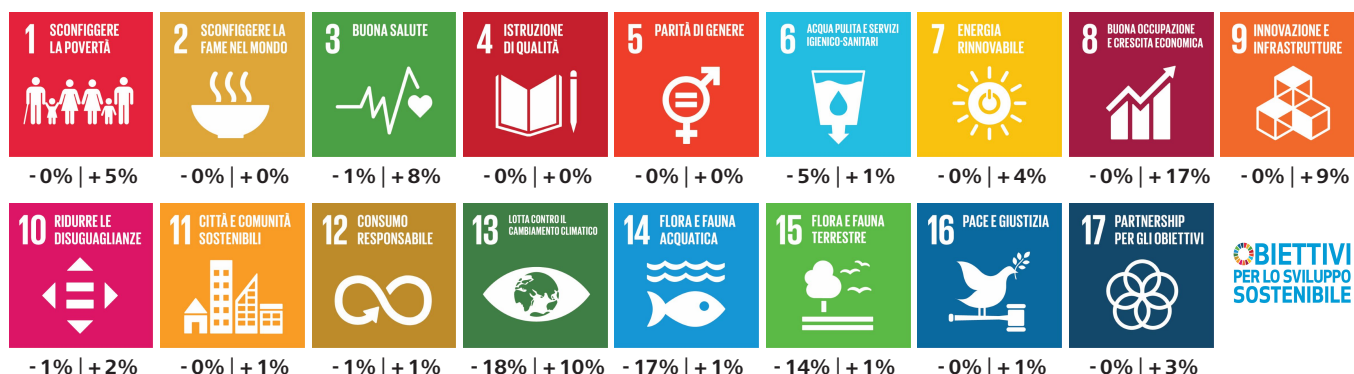 1 SCONFIGGERE
LA POVERTÀ
2 SCONFIGGERE LA
FAME NEL MONDO
3 BUONA SALUTE
4 ISTRUZIONE
DI QUALITÀ
5 PARITÀ DI GENERE
6 ACQUA PULITA E SERVIZI
IGIENICO-SANITARI
7 ENERGIA
RINNOVABILE
8 BUONA OCCUPAZIONE
E CRESCITA ECONOMICA
9 INNOVAZIONE E
INFRASTRUTTURE
-0% | +5%
-0% | +0%
-1% | +8%
-0% | +0%
-0% | +0%
-5% | +1%
-0% | +4%
-0% | +17%
-0% | +9%
10 RIDURRE LE
DISUGUAGLIANZE
11 CITTÀ E COMUNITÀ
SOSTENIBILI
12 CONSUMO
RESPONSABILE
13 LOTTA CONTRO IL
CAMBIAMENTO CLIMATICO
14 FLORA E FAUNA
ACQUATICA
15 FLORA E FAUNA
TERRESTRE
16 PACE E GIUSTIZIA
17 PARTNERSHIP
PER GLI OBIETTIVI
OBIETTIVI
PER LO SVILUPPO
SOSTENIBILE
-1% | +2%
-0% | +1%
-1% | +1%
-18% | +10%
-17% | +1%
-14% | +1%
-0% | +1%
-0% | +3%